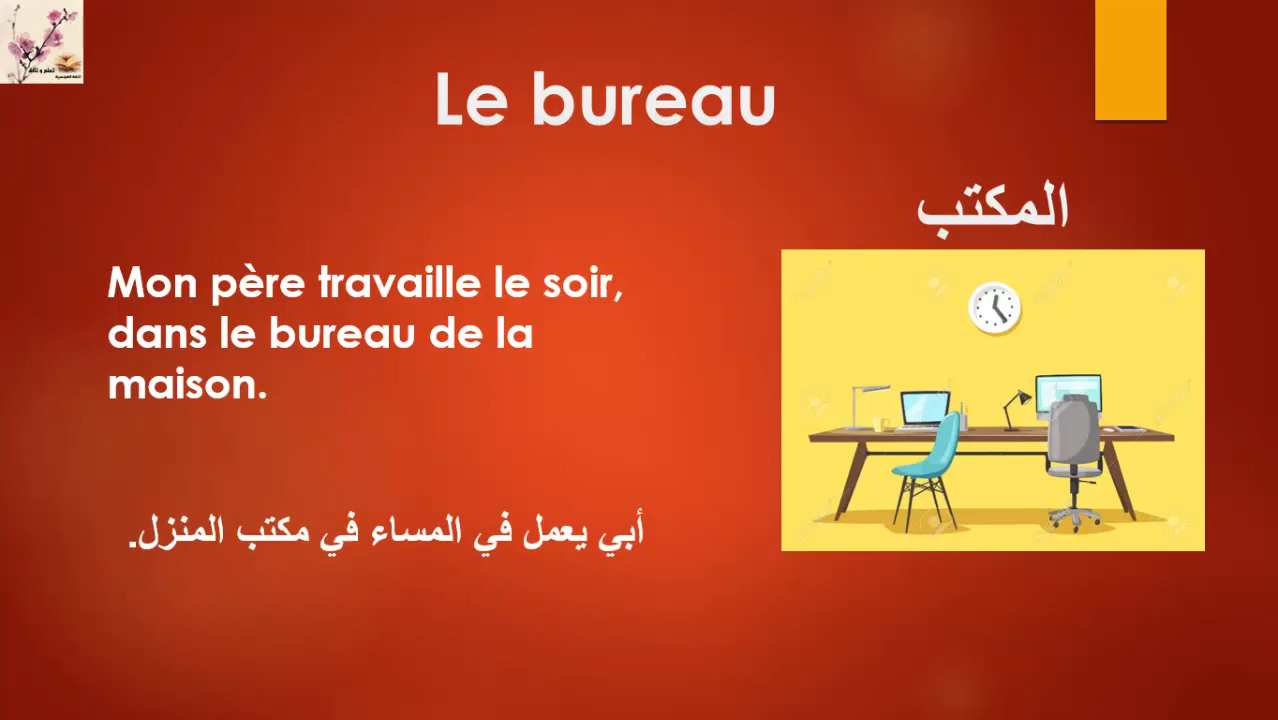 Le bureau
المكتب
Mon père travaille le soir,
dans le bureau de la
maison.
أبي يعمل في المساء في مكتب المنزل.